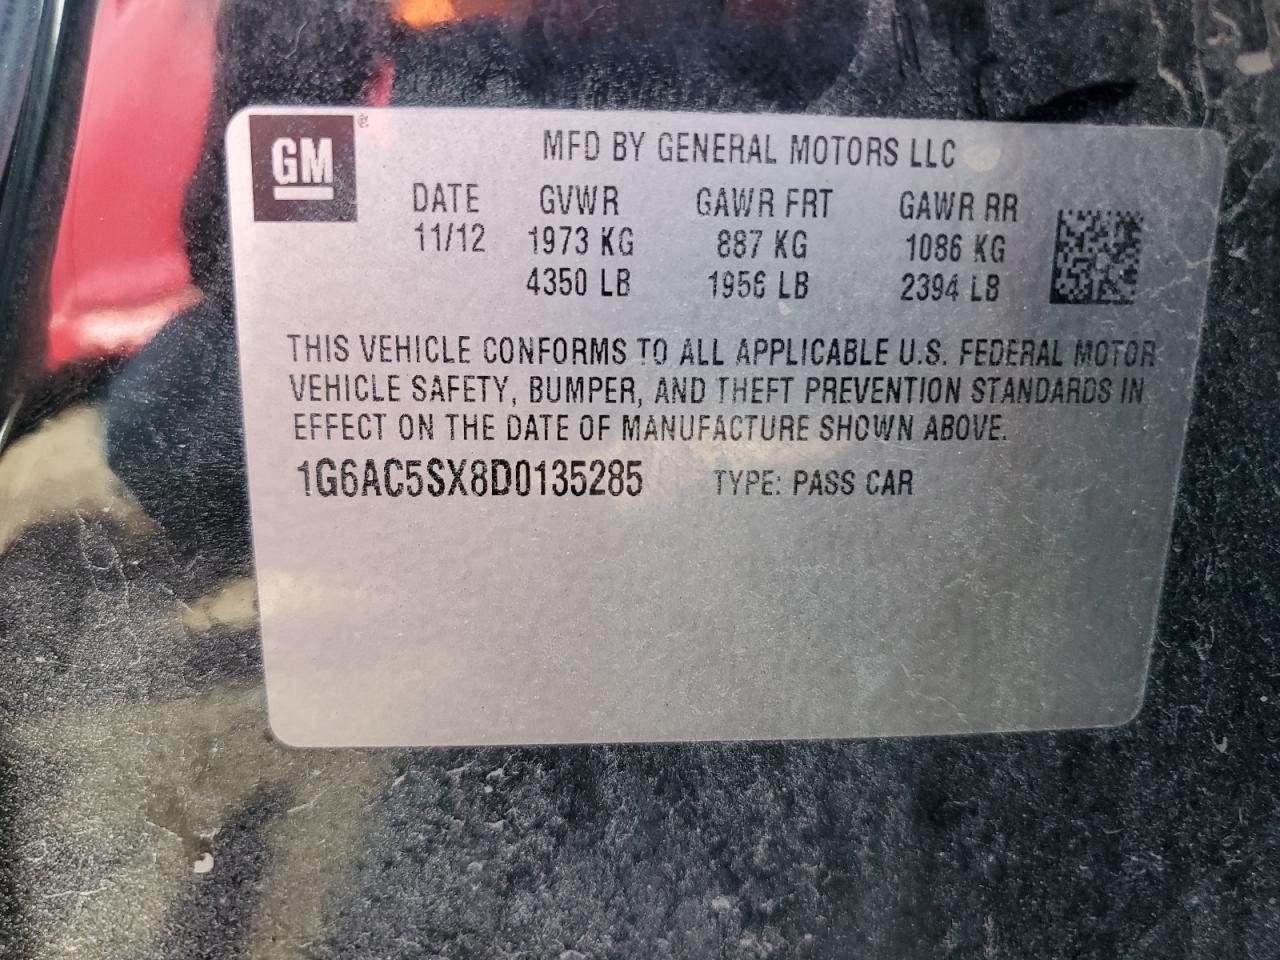 GM ®
MFD BY GENERAL MOTORS LLC
DATE GVWR GAWR FRT GAWR RR
11/12 1973 KG 887 KG 1086 KG
4350 LB 1956 LB 2394 LB
THIS VEHICLE CONFORMS TO ALL APPLICABLE U.S. FEDERAL MOTOR
VEHICLE SAFETY, BUMPER, AND THEFT PREVENTION STANDARDS IN
EFFECT ON THE DATE OF MANUFACTURE SHOWN ABOVE.
1G6AC5SX8D0135285 TYPE: PASS CAR